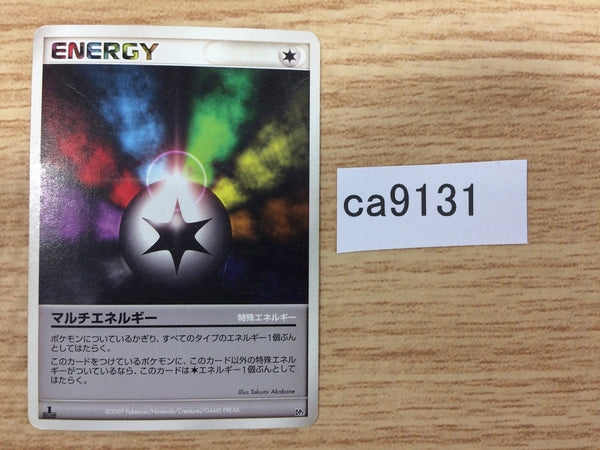 ENERGY
マルチエネルギー 特殊エネルギー
ポケモンについているかぎり、すべてのタイプのエネルギー1個ぶん
としてはたらく。
このカードをつけているポケモンに、このカード以外の特殊エネル
ギーがついているなら、このカードは✶エネルギー1個ぶんとして
はたらく。
Illus. Takumi Akabane
1
©2007 Pokémon/Nintendo/Creatures/GAME FREAK.
ca9131